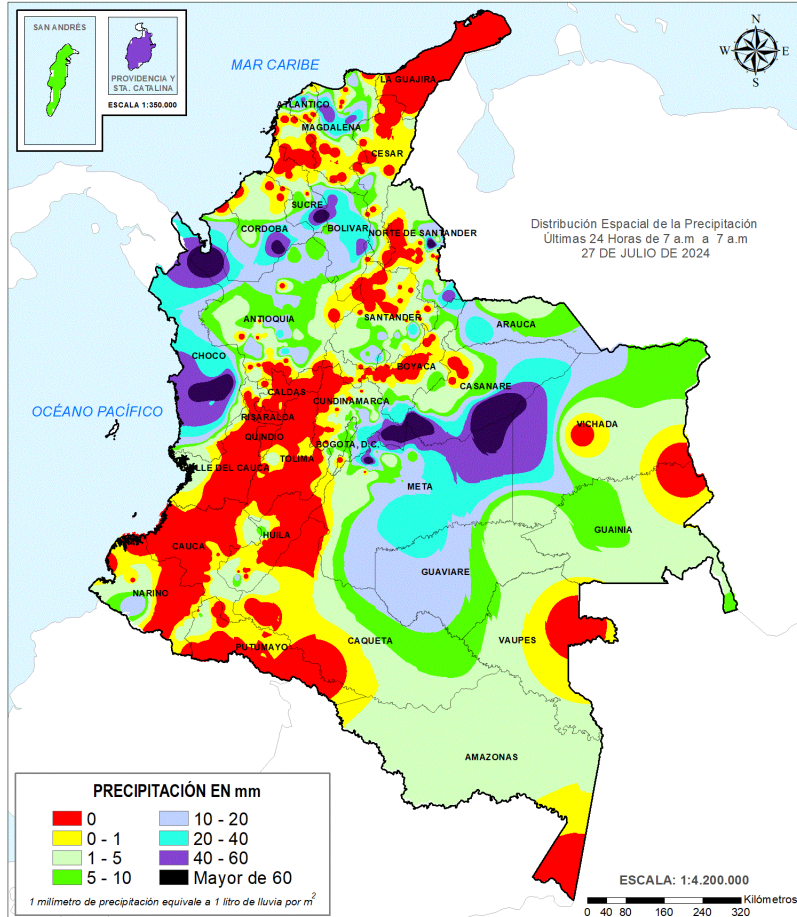 SAN ANDRÉS
PROVIDENCIA Y
STA. CATALINA
ESCALA 1:350.000
MAR CARIBE
N
W
E
S
LA GUAJIRA
ATLANTICO
MAGDALENA
CESAR
SUCRE
CORDOBA
BOLIVAR
NORTE DE SANTANDER
Distribución Espacial de la Precipitación
Últimas 24 Horas de 7 a.m a 7 a.m
27 DE JULIO DE 2024
ANTIOQUIA
SANTANDER
ARAUCA
CHOCO
BOYACA
CASANARE
CALDAS
CUNDINAMARCA
OCÉANO PACÍFICO
RISARALDA
VICHADA
QUINDIO
BOGOTA, D.C.
TOLIMA
VALLE DEL CAUCA
META
GUAINIA
HUILA
CAUCA
GUAVIARE
NARIÑO
CAQUETA
VAUPES
PUTUMAYO
AMAZONAS
PRECIPITACIÓN EN mm
0
10 - 20
0 - 1
20 - 40
1 - 5
40 - 60
5 - 10
Mayor de 60
1 milímetro de precipitación equivale a 1 litro de lluvia por m²
ESCALA: 1:4.200.000
Kilómetros
0 40 80 160 240 320